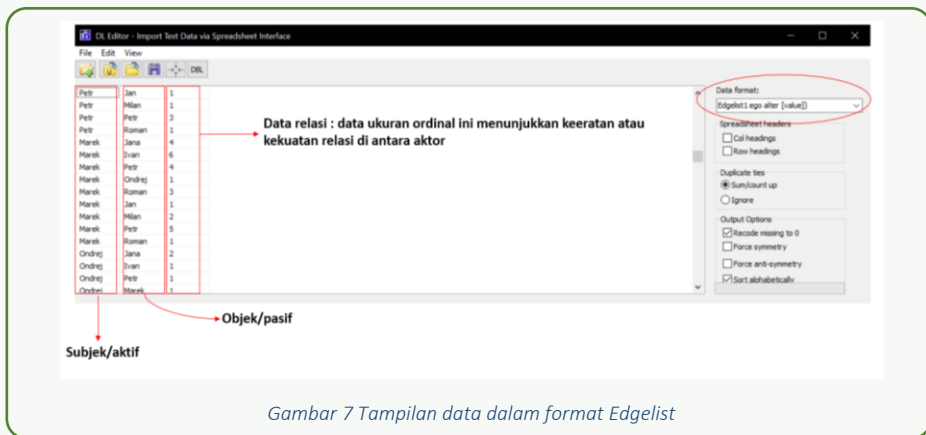 DL Editor - Import Text Data via Spreadsheet Interface
File Edit View
DBL
Petr Jan 1
Petr Milan 1
Petr Petr 3
Petr Roman 1
Marek Jana 4
Marek Ivan 6
Marek Petr 4
Marek Ondrej 1
Marek Roman 3
Marek Jan 1
Marek Milan 2
Marek Petr 5
Marek Roman 1
Ondrej Jana 2
Ondrej Ivan 1
Ondrej Petr 1
Ondrej Marek 1
Data relasi : data ukuran ordinal ini menunjukkan keeratan atau
kekuatan relasi di antara aktor
Data format:
Edgelist1 ego alter [value])
Spreadsheet headers
Col headings
Row headings
Duplicate ties
Sum/count up
Ignore
Output Options
Recode missing to 0
Force symmetry
Force anti-symmetry
Sort alphabetically
Objek/pasif
Subjek/aktif
Gambar 7 Tampilan data dalam format Edgelist